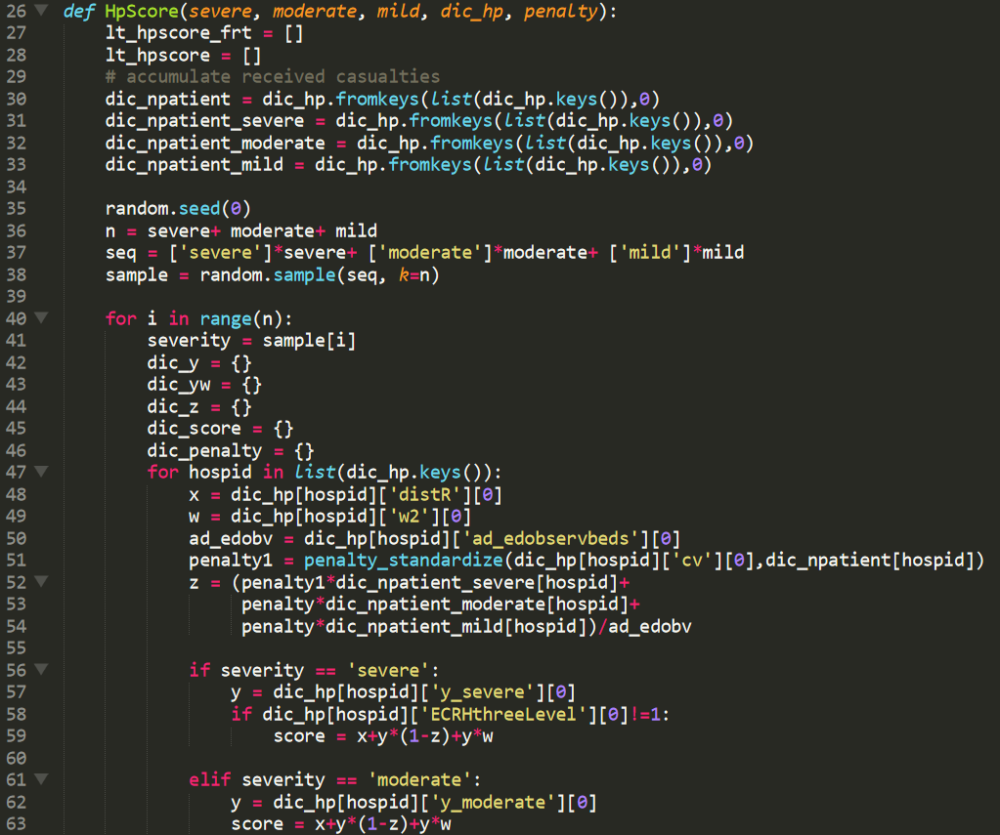 26 def HpScore(severe, moderate, mild, dic_hp, penalty):
27     lt_hpscore_frt = []
28     lt_hpscore = []
29     # accumulate received casualties
30     dic_npatient = dic_hp.fromkeys(list(dic_hp.keys()),0)
31     dic_npatient_severe = dic_hp.fromkeys(list(dic_hp.keys()),0)
32     dic_npatient_moderate = dic_hp.fromkeys(list(dic_hp.keys()),0)
33     dic_npatient_mild = dic_hp.fromkeys(list(dic_hp.keys()),0)
34
35     random.seed(0)
36     n = severe+ moderate+ mild
37     seq = ['severe']*severe+ ['moderate']*moderate+ ['mild']*mild
38     sample = random.sample(seq, k=n)
39
40     for i in range(n):
41         severity = sample[i]
42         dic_y = {}
43         dic_yw = {}
44         dic_z = {}
45         dic_score = {}
46         dic_penalty = {}
47         for hospid in list(dic_hp.keys()):
48             x = dic_hp[hospid]['distR'][0]
49             w = dic_hp[hospid]['w2'][0]
50             ad_edobv = dic_hp[hospid]['ad_edobservbeds'][0]
51             penalty1 = penalty_standardize(dic_hp[hospid]['cv'][0],dic_npatient[hospid])
52             z = (penalty1*dic_npatient_severe[hospid]+
53                  penalty*dic_npatient_moderate[hospid]+
54                  penalty*dic_npatient_mild[hospid])/ad_edobv
55
56             if severity == 'severe':
57                 y = dic_hp[hospid]['y_severe'][0]
58                 if dic_hp[hospid]['ECRHthreeLevel'][0]!=1:
59                     score = x+y*(1-z)+y*w
60
61             elif severity == 'moderate':
62                 y = dic_hp[hospid]['y_moderate'][0]
63                 score = x+y*(1-z)+y*w